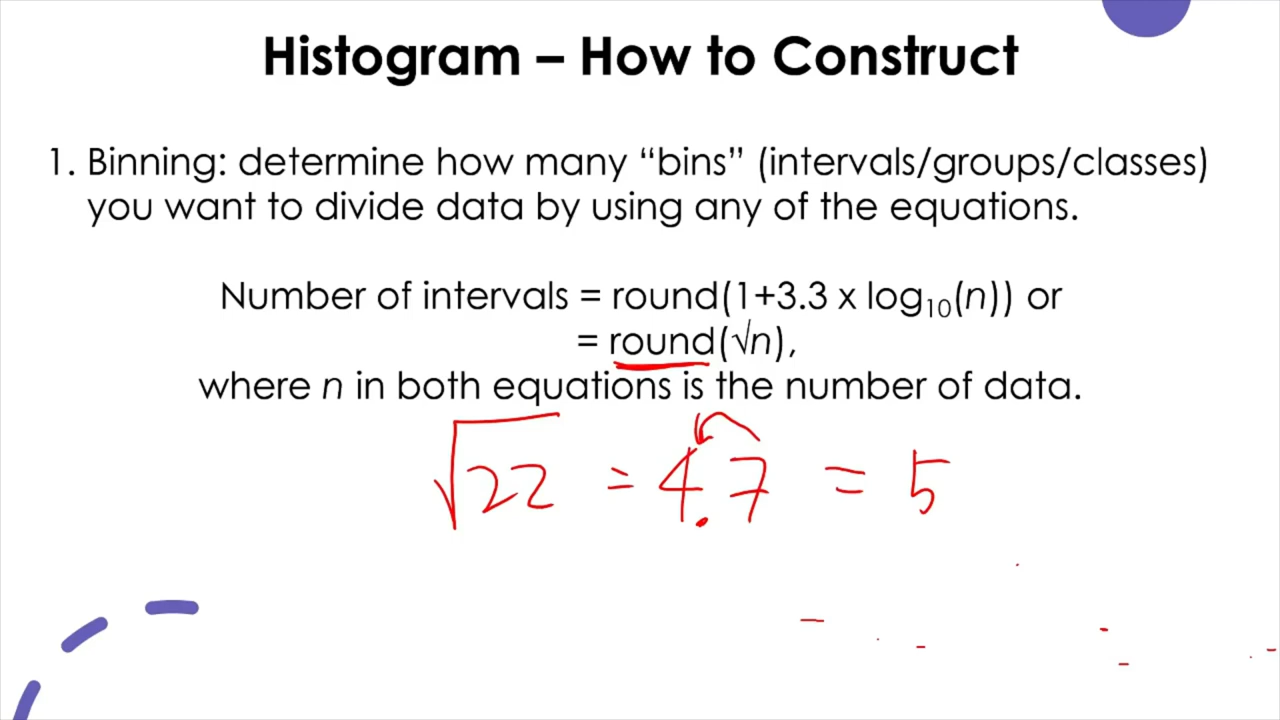 Histogram – How to Construct
1. Binning: determine how many “bins” (intervals/groups/classes)
you want to divide data by using any of the equations.
Number of intervals = round(1+3.3 x log₁₀(n)) or
= round(√n),
where n in both equations is the number of data.
√22 = 4.7 = 5